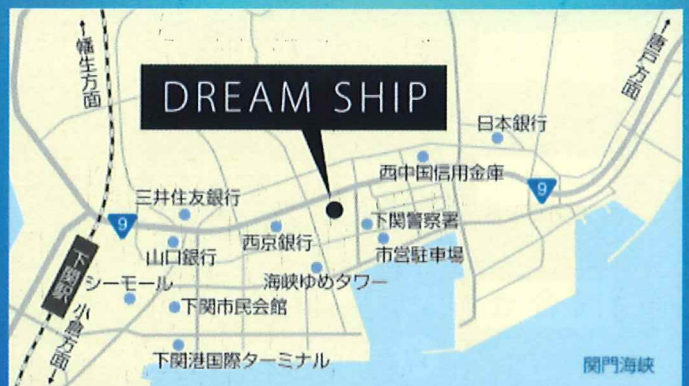 ←幡生方面
DREAM SHIP
唐戸方面→
日本銀行
西中国信用金庫
9
三井住友銀行
9
下関警察署
西京銀行
市営駐車場
山口銀行
下関駅
シーモール
海峡ゆめタワー
下関市民会館
小倉方面→
下関港国際ターミナル
関門海峡